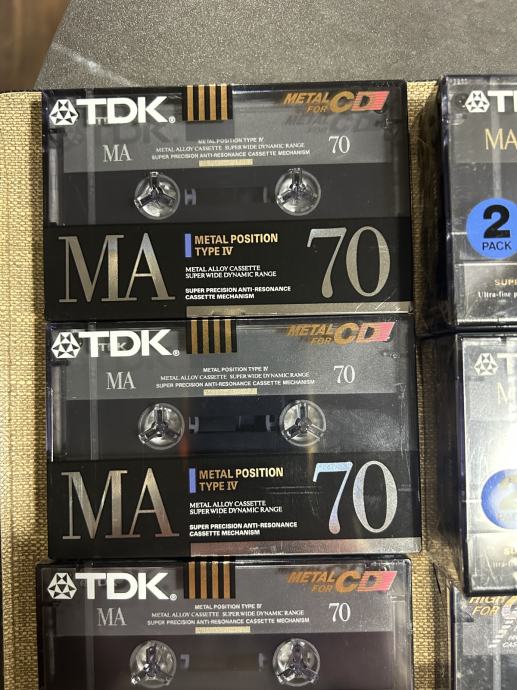 TDK.
METAL
FOR CD
METAL POSITION TYPE IV
MA
METAL ALLOY CASSETTE SUPER WIDE DYNAMIC RANGE
70
SUPER PRECISION ANTI-RESONANCE CASSETTE MECHANISM
MA
METAL POSITION
TYPE IV
METAL ALLOY CASSETTE
SUPER WIDE DYNAMIC RANGE
SUPER PRECISION ANTI-RESONANCE
CASSETTE MECHANISM
70
TDK.
METAL
FOR CD
METAL POSITION TYPE IV
MA
METAL ALLOY CASSETTE SUPER WIDE DYNAMIC RANGE
70
SUPER PRECISION ANTI-RESONANCE CASSETTE MECHANISM
MA
METAL POSITION
TYPE IV
METAL ALLOY CASSETTE
SUPER WIDE DYNAMIC RANGE
SUPER PRECISION ANTI-RESONANCE
CASSETTE MECHANISM
70
TDK.
METAL
FOR CD
METAL POSITION TYPE IV
MA
METAL ALLOY CASSETTE SUPER WIDE DYNAMIC RANGE
70
SUPER PRECISION ANTI-RESONANCE CASSETTE MECHANISM
MA
2
PACK
Ultra-fine
FOR